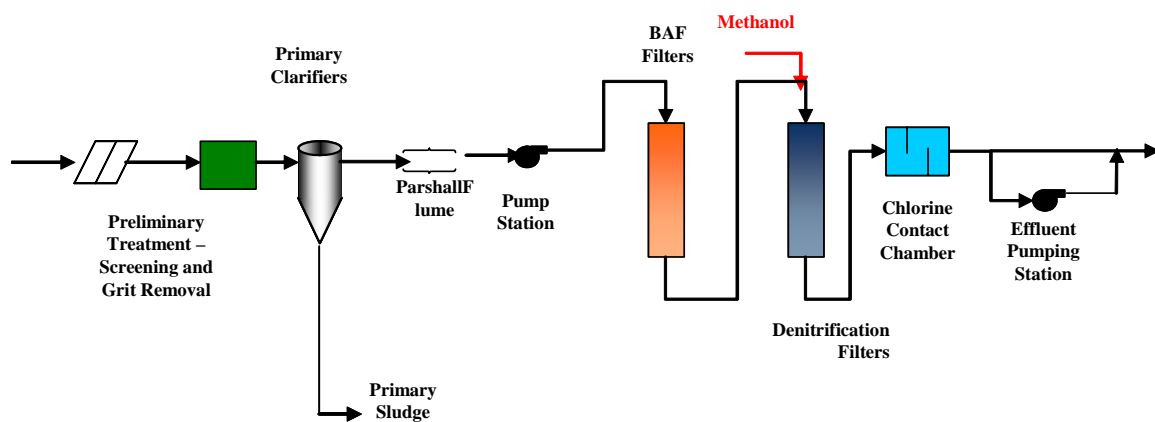 Methanol
BAF
Filters
Primary
Clarifiers
ParshallF
lume
Pump
Station
Preliminary
Treatment –
Screening and
Grit Removal
Chlorine
Contact
Chamber
Effluent
Pumping
Station
Denitrification
Filters
Primary
Sludge